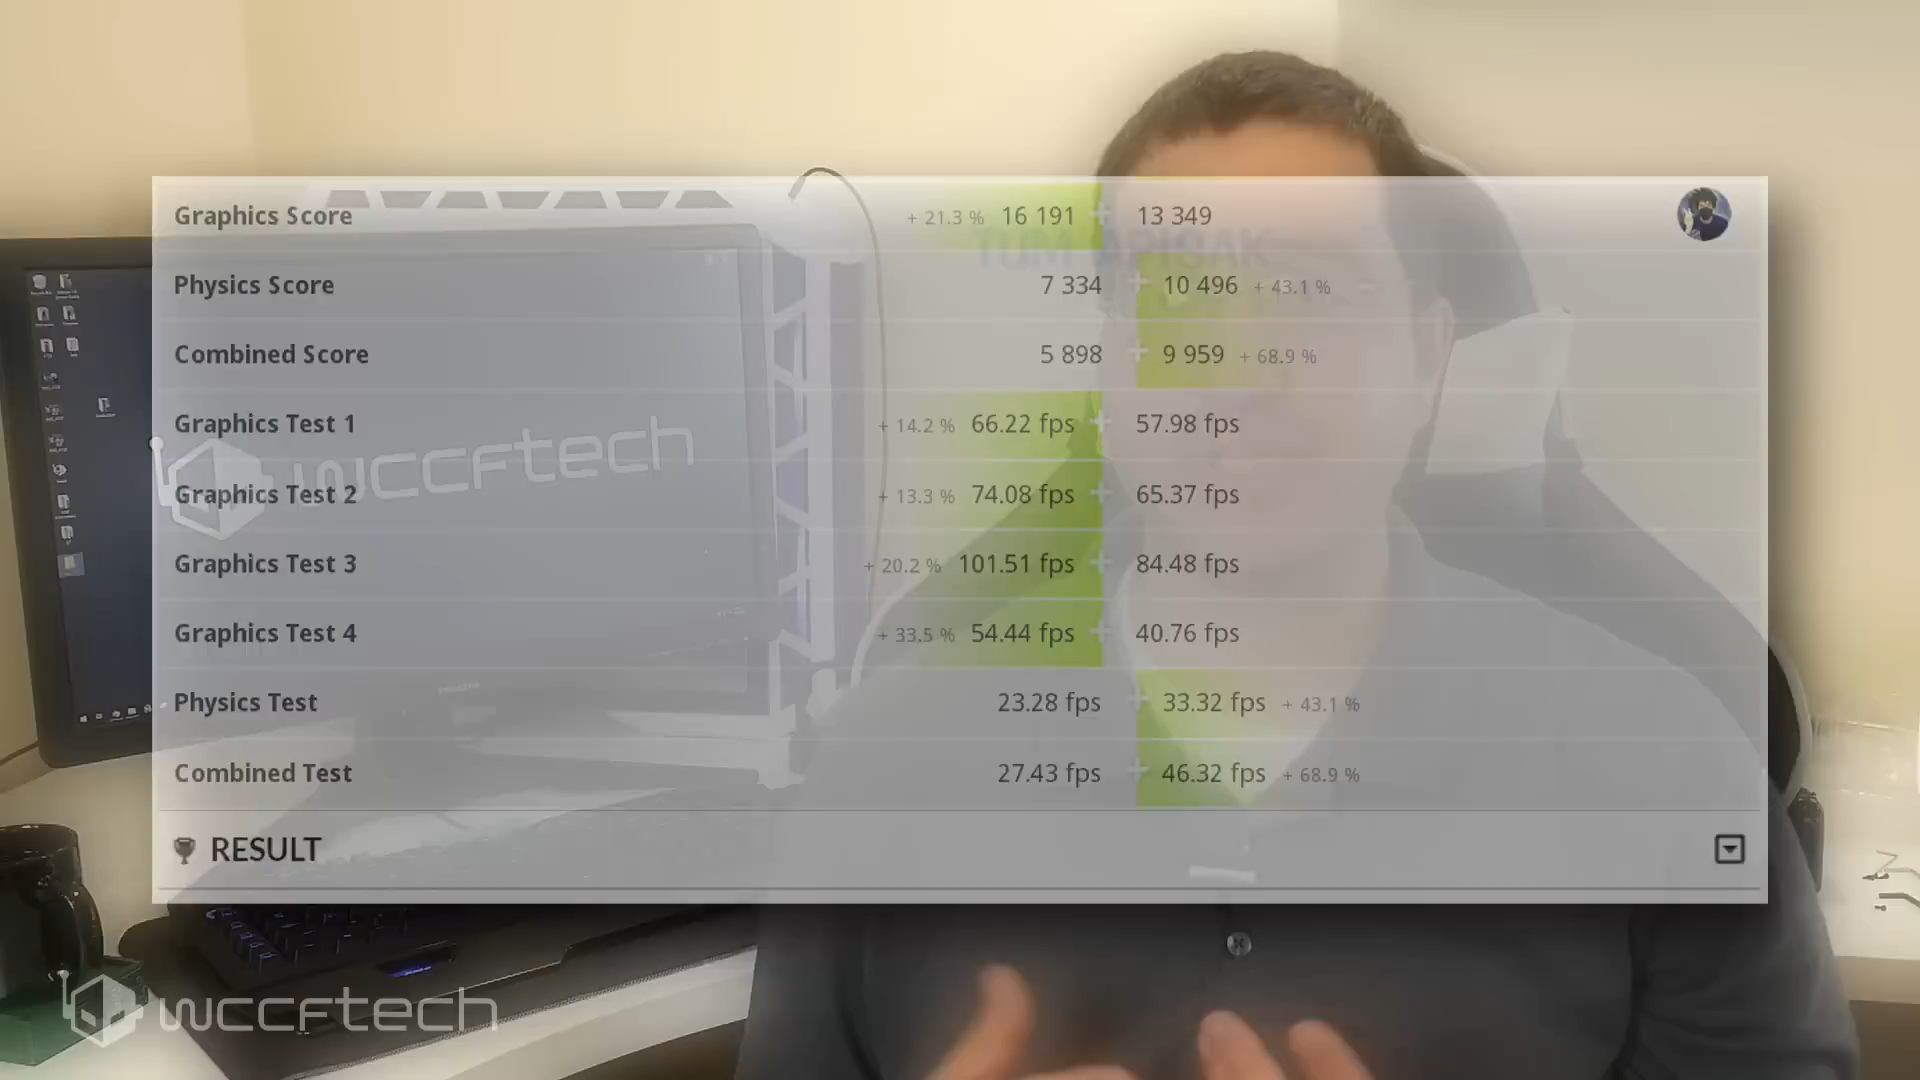 Graphics Score + 21.3 % 16 191 13 349
TUM APISAK
Physics Score 7 334 10 496 + 43.1 %
Combined Score 5 898 9 959 + 68.9 %
Graphics Test 1 + 14.2 % 66.22 fps 57.98 fps
wccftech
Graphics Test 2 + 13.3 % 74.08 fps 65.37 fps
Graphics Test 3 + 20.2 % 101.51 fps 84.48 fps
Graphics Test 4 + 33.5 % 54.44 fps 40.76 fps
Physics Test 23.28 fps 33.32 fps + 43.1 %
Combined Test 27.43 fps 46.32 fps + 68.9 %
RESULT
wccftech